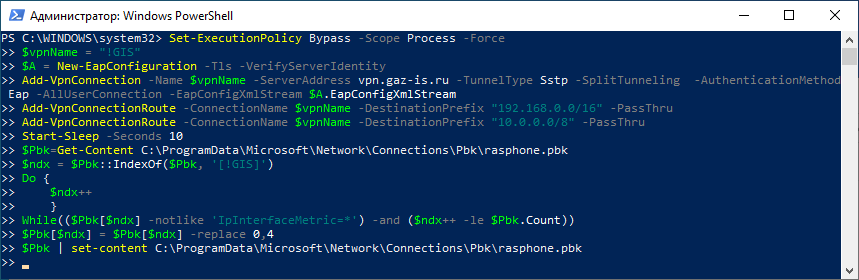 Администратор: Windows PowerShell
PS C:\WINDOWS\system32> Set-ExecutionPolicy Bypass -Scope Process -Force
>> $vpnName = "!GIS"
>> $A = New-EapConfiguration -Tls -VerifyServerIdentity
>> Add-VpnConnection -Name $vpnName -ServerAddress vpn.gaz-is.ru -TunnelType Sstp -SplitTunneling  -AuthenticationMethod
Eap -AllUserConnection -EapConfigXmlStream $A.EapConfigXmlStream
>> Add-VpnConnectionRoute -ConnectionName $vpnName -DestinationPrefix "192.168.0.0/16" -PassThru
>> Add-VpnConnectionRoute -ConnectionName $vpnName -DestinationPrefix "10.0.0.0/8" -PassThru
>> Start-Sleep -Seconds 10
>> $Pbk=Get-Content C:\ProgramData\Microsoft\Network\Connections\Pbk\rasphone.pbk
>> $ndx = $Pbk::IndexOf($Pbk, '[!GIS]')
>> Do {
>>     $ndx++
>>     }
>> While(($Pbk[$ndx] -notlike 'IpInterfaceMetric=*') -and ($ndx++ -le $Pbk.Count))
>> $Pbk[$ndx] = $Pbk[$ndx] -replace 0,4
>> $Pbk | set-content C:\ProgramData\Microsoft\Network\Connections\Pbk\rasphone.pbk
>>